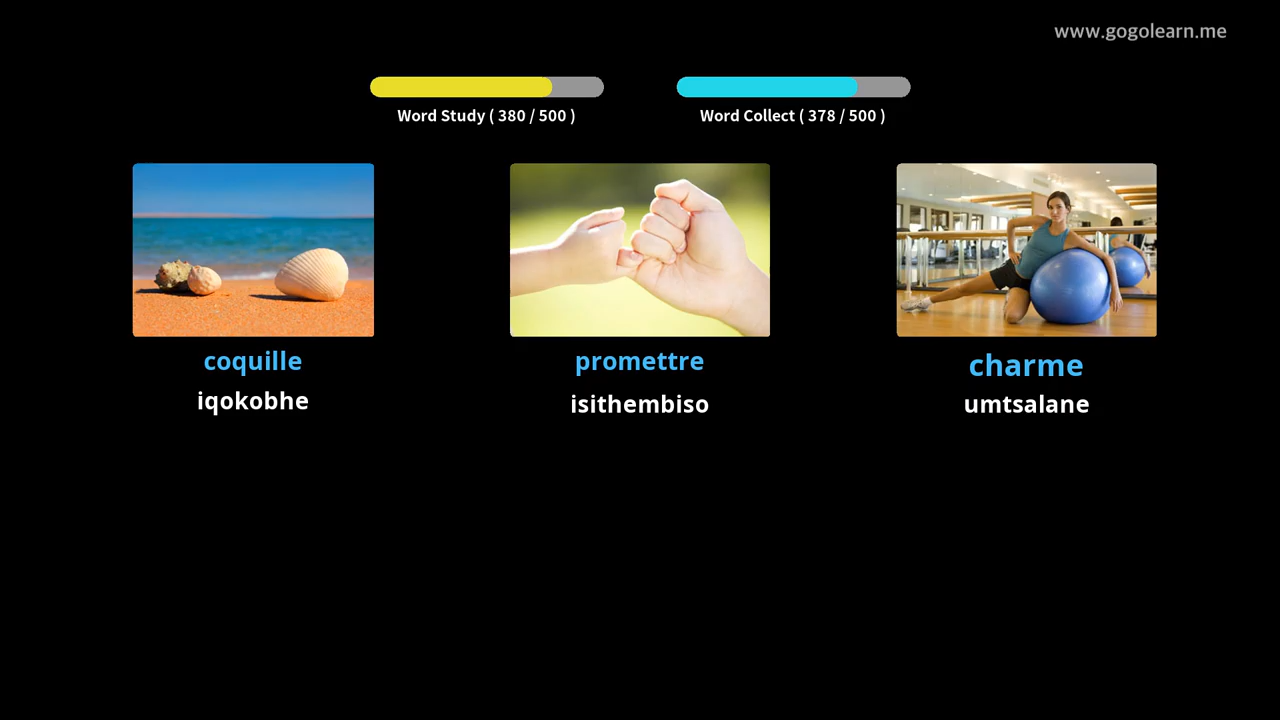 www.gogolearn.me
Word Study ( 380 / 500 )
Word Collect ( 378 / 500 )
coquille
iqokobhe
promettre
isithembiso
charme
umtsalane